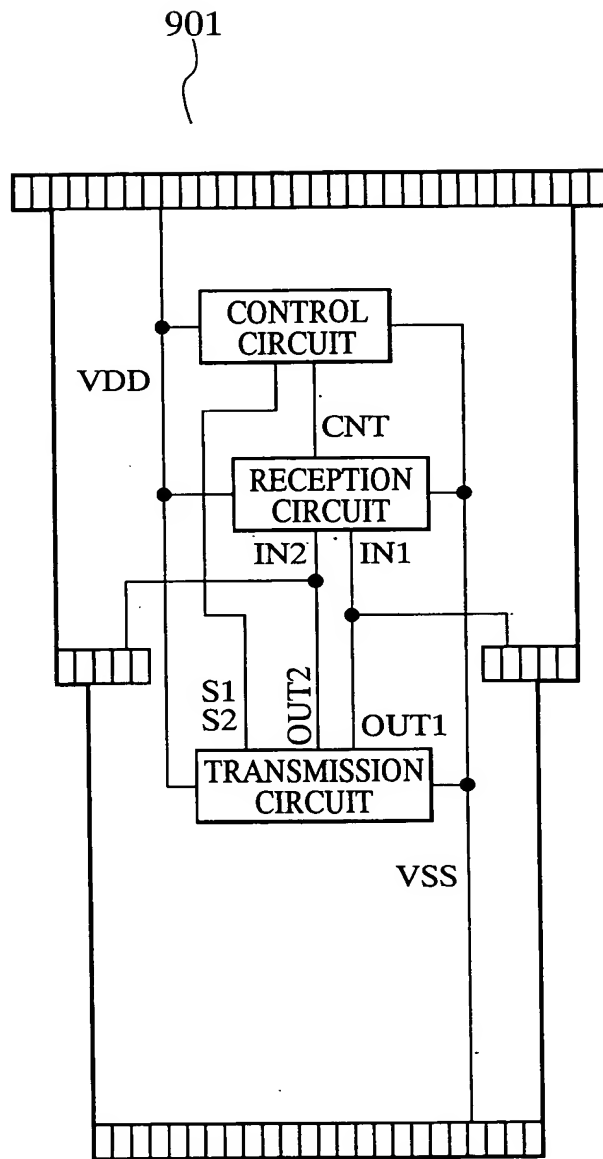 901
CONTROL
CIRCUIT
VDD
CNT
RECEPTION
CIRCUIT
IN2
IN1
S1
S2
OUT2
OUT1
TRANSMISSION
CIRCUIT
VSS